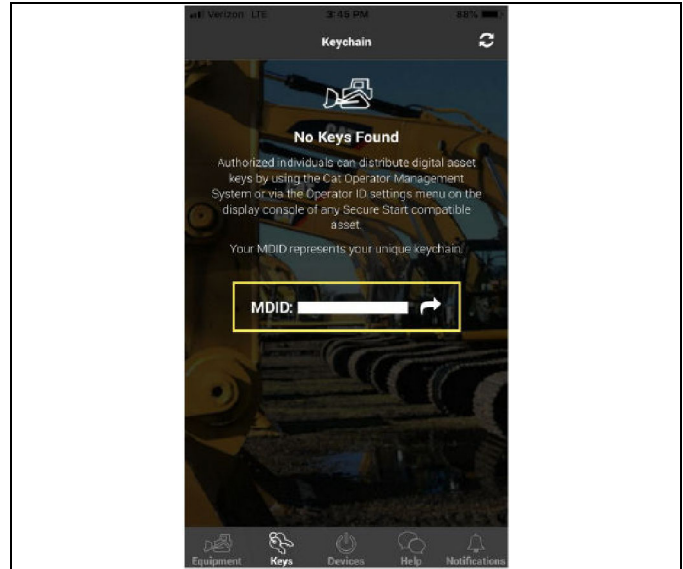 Verizon LTE 3:45 PM 88%
Keychain
No Keys Found
Authorized individuals can distribute digital asset
keys by using the Cat Operator Management
System or via the Operator ID settings menu on the
display console of any Secure Start compatible
asset.
Your MDID represents your unique keychain.
MDID:
Equipment Keys Devices Help Notifications